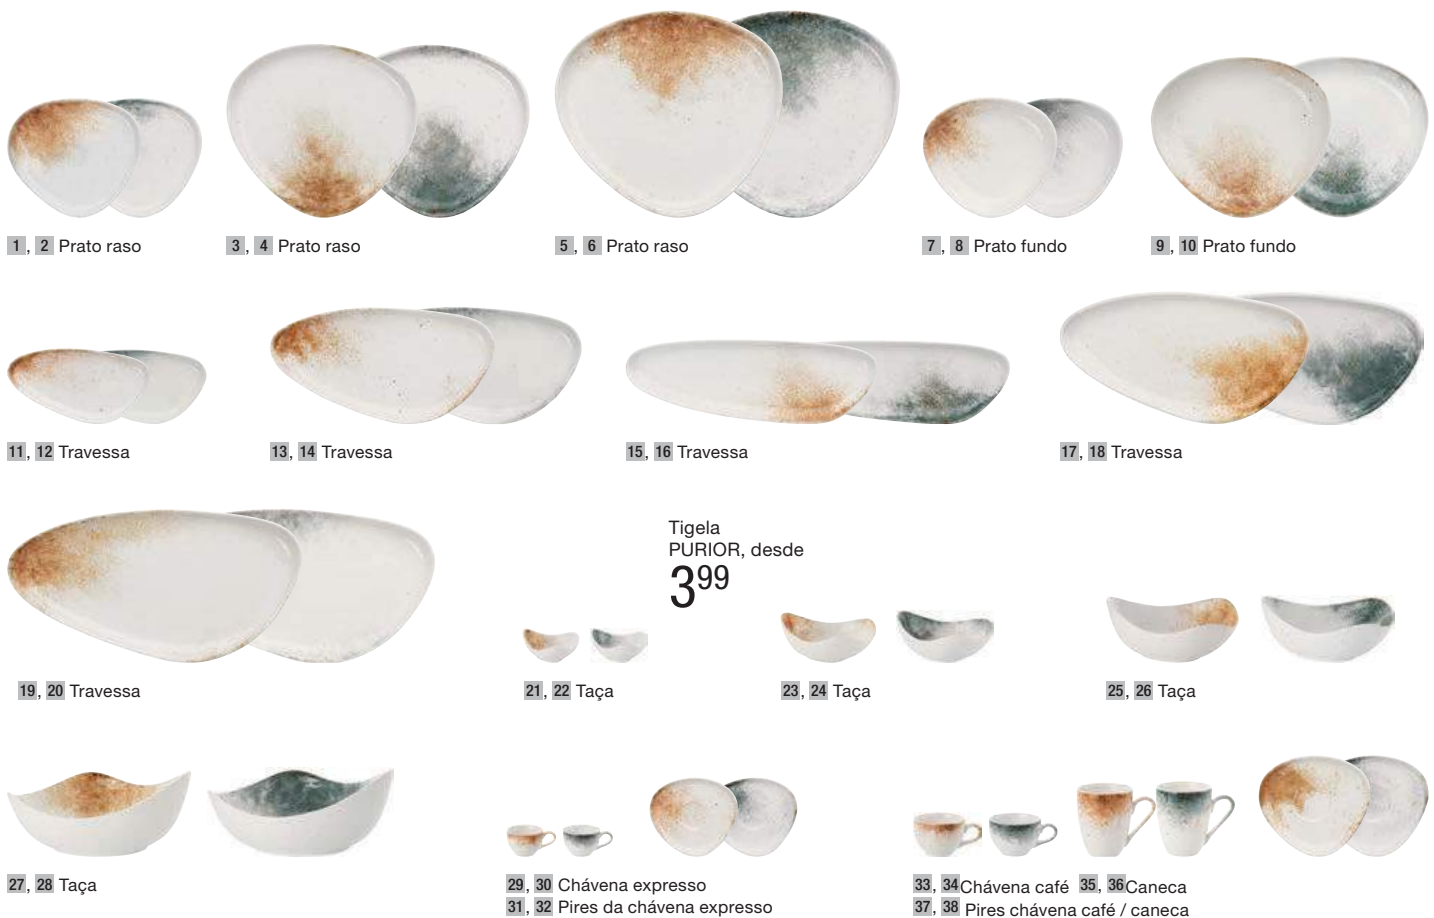 1, 2 Prato raso
3, 4 Prato raso
5, 6 Prato raso
7, 8 Prato fundo
9, 10 Prato fundo
11, 12 Travessa
13, 14 Travessa
15, 16 Travessa
17, 18 Travessa
Tigela
PURIOR, desde
3⁹⁹
19, 20 Travessa
21, 22 Taça
23, 24 Taça
25, 26 Taça
27, 28 Taça
29, 30 Chávena expresso
31, 32 Pires da chávena expresso
33, 34 Chávena café 35, 36 Caneca
37, 38 Pires chávena café / caneca